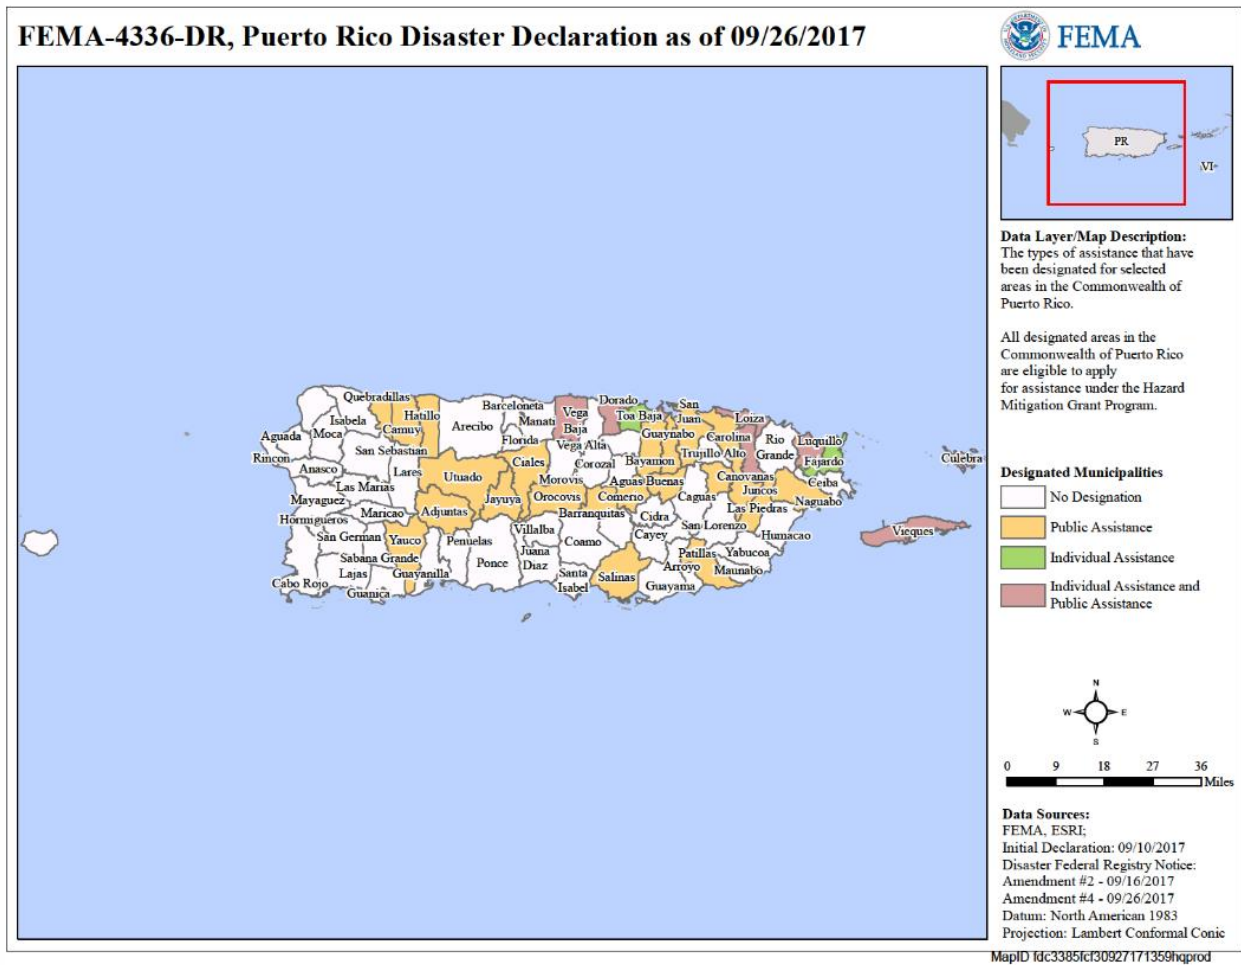 FEMA-4336-DR, Puerto Rico Disaster Declaration as of 09/26/2017
FEMA
PR
VI
Data Layer/Map Description:
The types of assistance that have
been designated for selected
areas in the Commonwealth of
Puerto Rico.
All designated areas in the
Commonwealth of Puerto Rico
are eligible to apply
for assistance under the Hazard
Mitigation Grant Program.
Designated Municipalities
No Designation
Public Assistance
Individual Assistance
Individual Assistance and
Public Assistance
N
W E
S
0 9 18 27 36
Miles
Data Sources:
FEMA, ESRI;
Initial Declaration: 09/10/2017
Disaster Federal Registry Notice:
Amendment #2 - 09/16/2017
Amendment #4 - 09/26/2017
Datum: North American 1983
Projection: Lambert Conformal Conic
MapID fdc3385fcf30927171359hqprod
Quebradillas
Isabela
Hatillo
Camuy
Arecibo
Barceloneta
Manati
Florida
Vega
Baja
Vega Alta
Dorado
Toa Baja
San
Juan
Guaynabo
Carolina
Loiza
Rio
Grande
Luquillo
Fajardo
Ceiba
Culebra
Aguada
Rincon
Moca
San Sebastian
Anasco
Lares
Las Marias
Mayaguez
Maricao
Hormigueros
San German
Sabana Grande
Cabo Rojo
Lajas
Guanica
Yauco
Guayanilla
Utuado
Adjuntas
Jayuya
Ciales
Morovis
Orocovis
Corozal
Bayamon
Trujillo Alto
Aguas Buenas
Comerio
Barranquitas
Caguas
Canovanas
Juncos
Naguabo
Las Piedras
Cidra
Cayey
San Lorenzo
Humacao
Vieques
Penuelas
Ponce
Villalba
Juana
Diaz
Coamo
Santa
Isabel
Salinas
Guayama
Arroyo
Patillas
Yabucoa
Maunabo